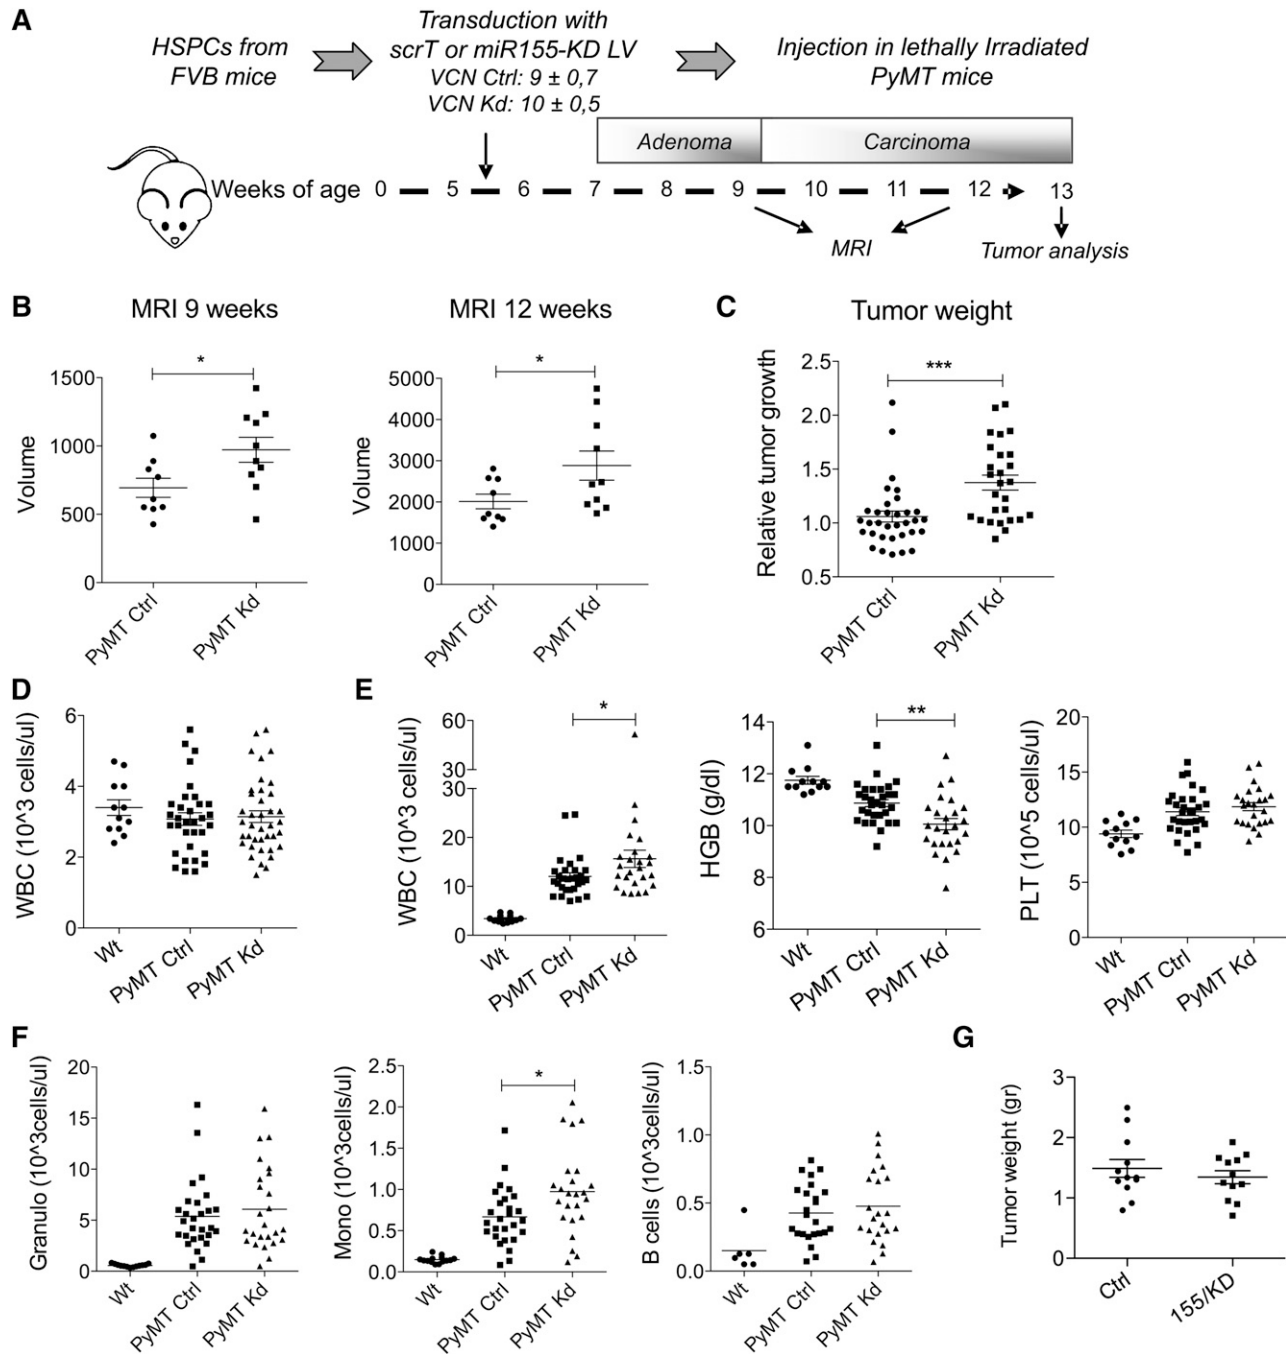 A
HSPCs from
FVB mice
Transduction with
scrT or miR155-KD LV
VCN Ctrl: 9 ± 0,7
VCN Kd: 10 ± 0,5
Injection in lethally Irradiated
PyMT mice
Adenoma
Carcinoma
Weeks of age 0 5 6 7 8 9 10 11 12 13
MRI
Tumor analysis
B
MRI 9 weeks
*
Volume
1500
1000
500
0
PyMT Ctrl
PyMT Kd
MRI 12 weeks
*
Volume
5000
4000
3000
2000
1000
0
PyMT Ctrl
PyMT Kd
C
Tumor weight
***
Relative tumor growth
2.5
2.0
1.5
1.0
0.5
PyMT Ctrl
PyMT Kd
D
WBC (10^3 cells/ul)
6
4
2
0
Wt
PyMT Ctrl
PyMT Kd
E
*
WBC (10^3 cells/ul)
60
30
30
20
10
0
Wt
PyMT Ctrl
PyMT Kd
**
HGB (g/dl)
14
12
10
8
6
Wt
PyMT Ctrl
PyMT Kd
PLT (10^5 cells/ul)
20
15
10
5
0
Wt
PyMT Ctrl
PyMT Kd
F
Granulo (10^3cells/ul)
20
15
10
5
0
Wt
PyMT Ctrl
PyMT Kd
*
Mono (10^3cells/ul)
2.5
2.0
1.5
1.0
0.5
0.0
Wt
PyMT Ctrl
PyMT Kd
B cells (10^3cells/ul)
1.5
1.0
0.5
0.0
Wt
PyMT Ctrl
PyMT Kd
G
Tumor weight (gr)
3
2
1
0
Ctrl
155/KD